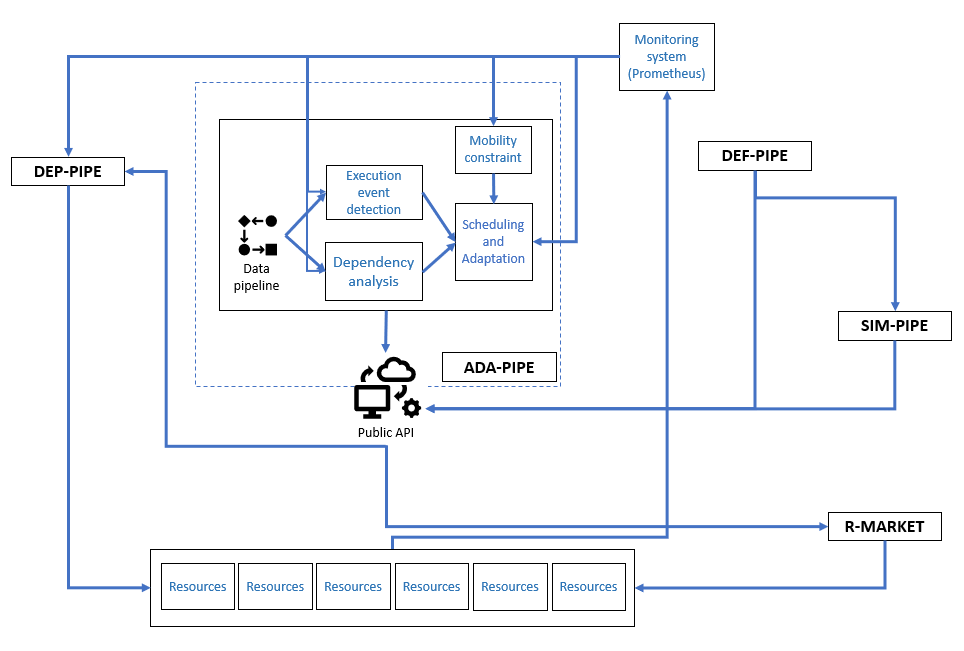 Monitoring
system
(Prometheus)
DEP-PIPE
DEF-PIPE
Mobility
constraint
Execution
event
detection
Scheduling
and
Adaptation
Data
pipeline
Dependency
analysis
SIM-PIPE
ADA-PIPE
Public API
R-MARKET
Resources
Resources
Resources
Resources
Resources
Resources